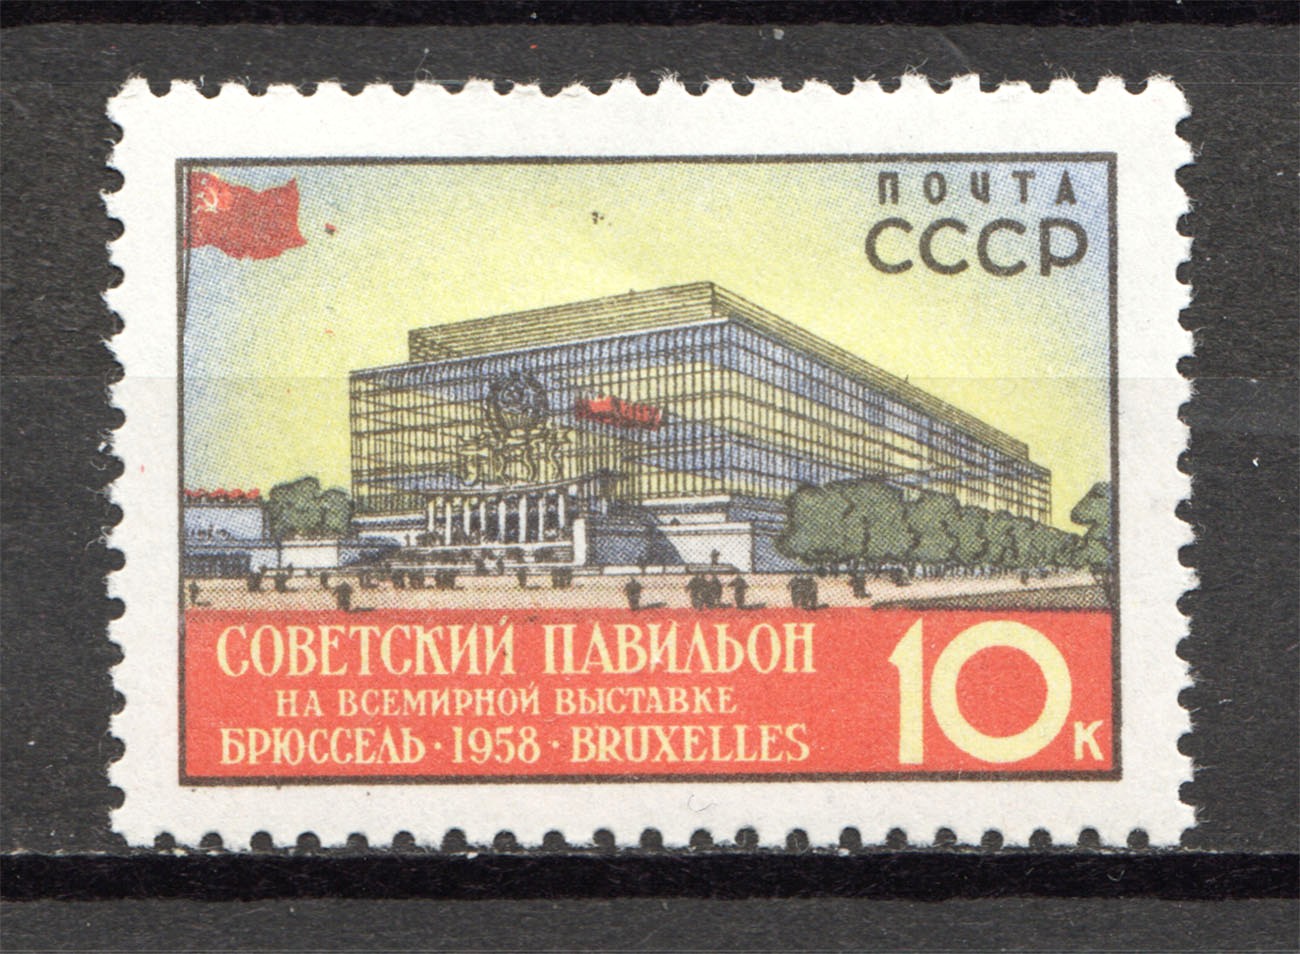 ПОЧТА
СССР
СОВЕТСКИЙ ПАВИЛЬОН
НА ВСЕМИРНОЙ ВЫСТАВКЕ
БРЮССЕЛЬ · 1958 · BRUXELLES
10 К